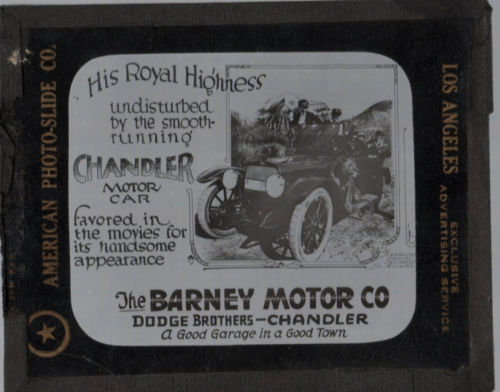 AMERICAN PHOTO-SLIDE CO.
His Royal Highness
undisturbed
by the smooth-
running
CHANDLER
MOTOR
CAR
favored in
the movies for
its handsome
appearance
The BARNEY MOTOR CO
DODGE BROTHERS—CHANDLER
A Good Garage in a Good Town
LOS ANGELES
EXCLUSIVE
ADVERTISING SERVICE